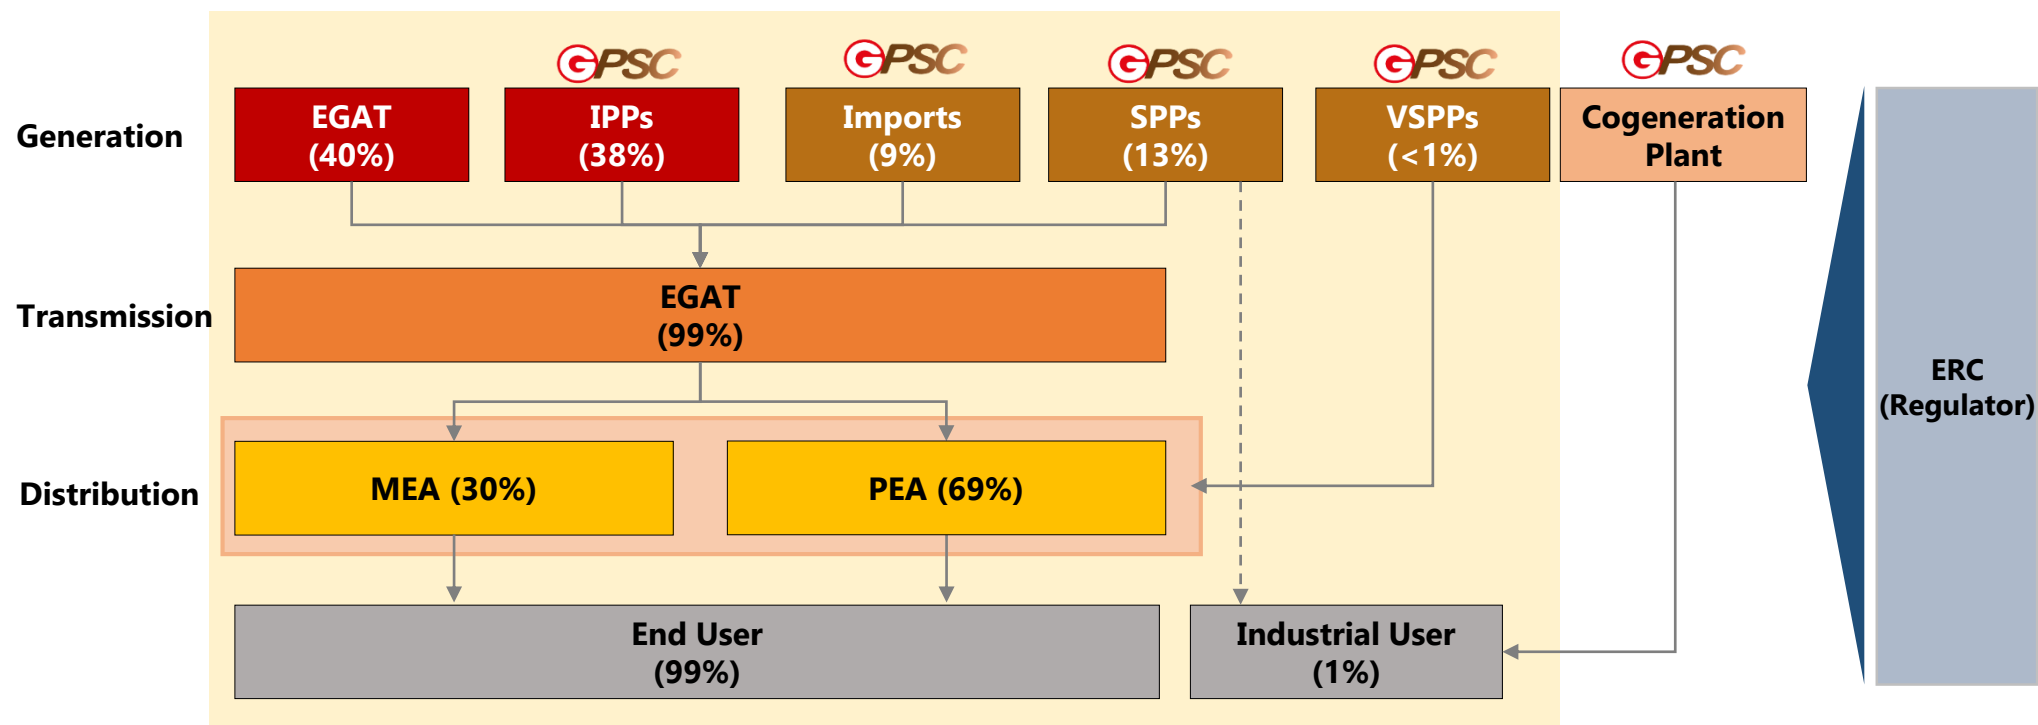 GPSC
GPSC
GPSC
GPSC
GPSC
Generation
EGAT
(40%)
IPPs
(38%)
Imports
(9%)
SPPs
(13%)
VSPPs
(<1%)
Cogeneration
Plant
Transmission
EGAT
(99%)
ERC
(Regulator)
Distribution
MEA (30%)
PEA (69%)
End User
(99%)
Industrial User
(1%)